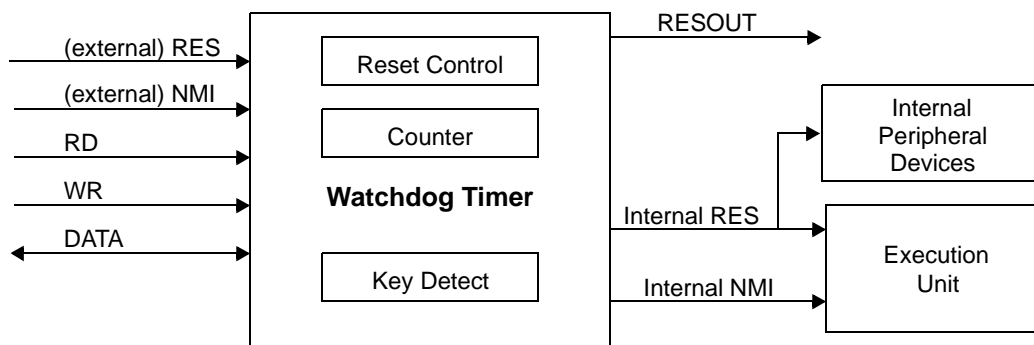 (external) RES
(external) NMI
RD
WR
DATA
Reset Control
Counter
Watchdog Timer
Key Detect
RESOUT
Internal RES
Internal NMI
Internal
Peripheral
Devices
Execution
Unit